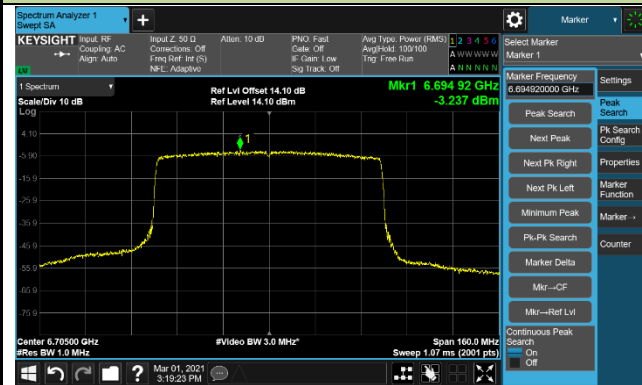 Spectrum Analyzer 1
Swept SA
Marker
KEYSIGHT
Input: RF
Coupling: AC
Align: Auto
Input Z: 50 Ω
Corrections: Off
Freq Ref: Int (S)
NFE: Adaptive
Atten: 10 dB
PNO: Fast
Gate: Off
IF Gain: Low
Sig Track: Off
Avg Type: Power (RMS)
Avg|Hold: 100/100
Trig: Free Run
1 2 3 4 5 6
A W W W W W
A N N N N N
LVI
Select Marker
Marker 1
1 Spectrum
Scale/Div 10 dB
Log
Ref Lvl Offset 14.10 dB
Ref Level 14.10 dBm
Mkr1 6.694 92 GHz
-3.237 dBm
Marker Frequency
6.694920000 GHz
Peak Search
Next Peak
Next Pk Right
Next Pk Left
Minimum Peak
Pk-Pk Search
Marker Delta
Mkr→CF
Mkr→Ref Lvl
Continuous Peak
Search
On
Off
Settings
Peak
Search
Pk Search
Config
Properties
Marker
Function
Marker→
Counter
4.10
-5.90
-15.9
-25.9
-35.9
-45.9
-55.9
-65.9
-75.9
1
Center 6.70500 GHz
#Res BW 1.0 MHz
#Video BW 3.0 MHz*
Span 160.0 MHz
Sweep 1.07 ms (2001 pts)
?
Mar 01, 2021
3:19:23 PM